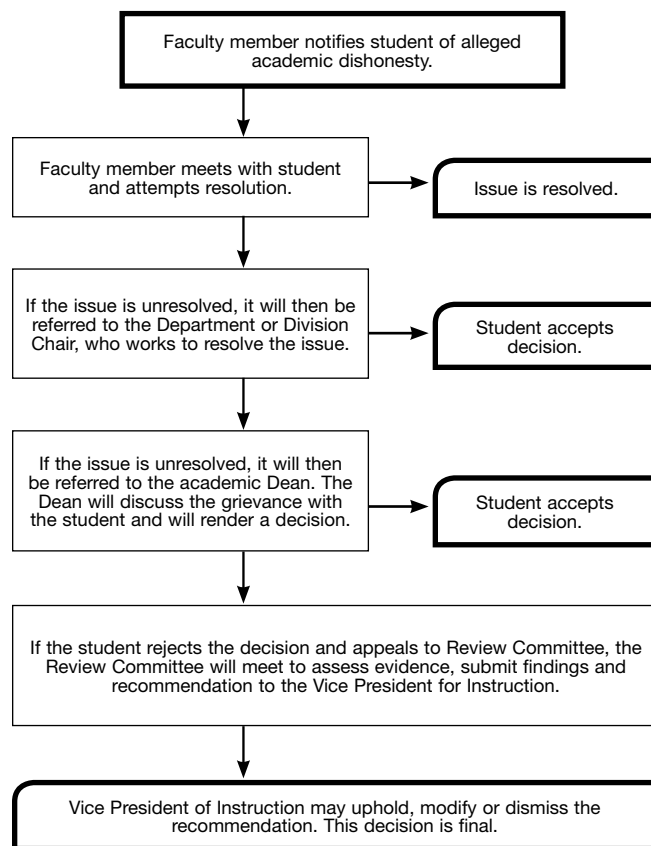 Faculty member notifies student of alleged
academic dishonesty.
Faculty member meets with student
and attempts resolution.
Issue is resolved.
If the issue is unresolved, it will then be
referred to the Department or Division
Chair, who works to resolve the issue.
Student accepts
decision.
If the issue is unresolved, it will then
be referred to the academic Dean. The
Dean will discuss the grievance with
the student and will render a decision.
Student accepts
decision.
If the student rejects the decision and appeals to Review Committee, the
Review Committee will meet to assess evidence, submit findings and
recommendation to the Vice President for Instruction.
Vice President of Instruction may uphold, modify or dismiss the
recommendation. This decision is final.